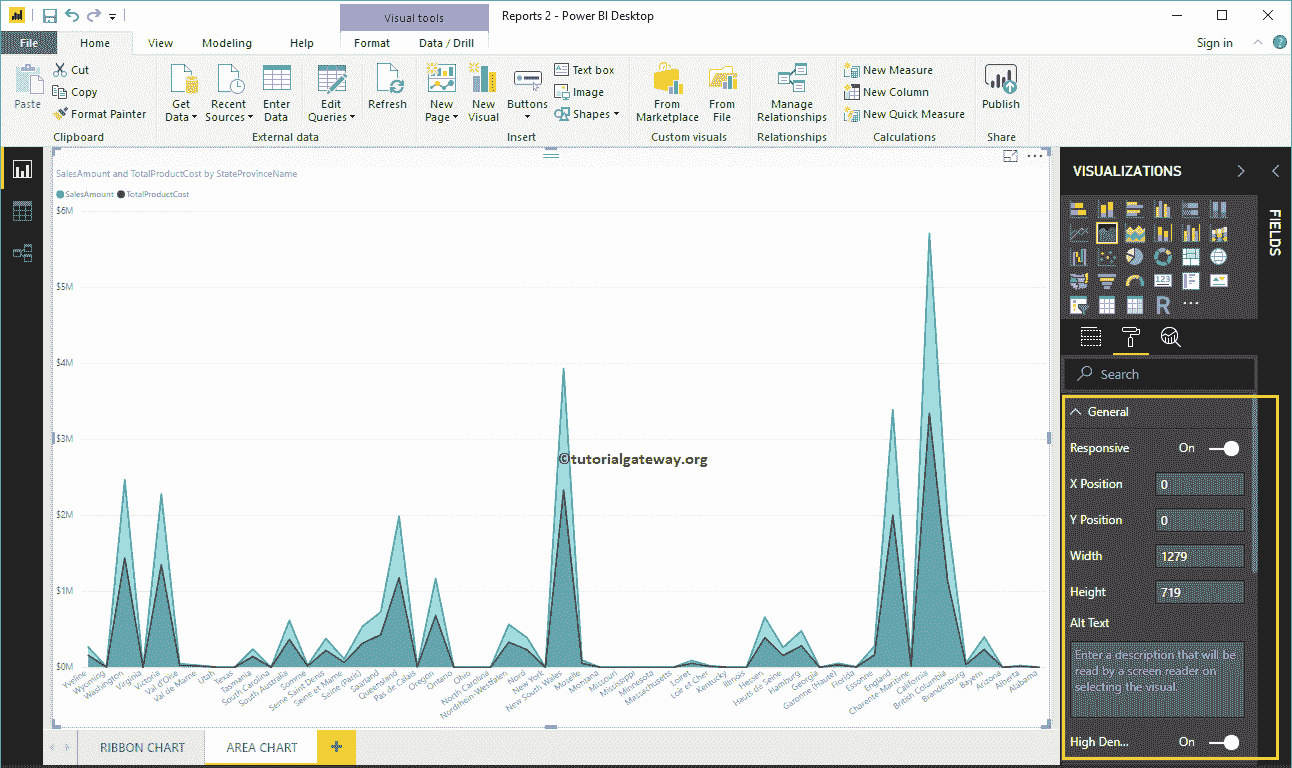 Visual tools
Reports 2 - Power BI Desktop
File Home View Modeling Help Format Data / Drill Sign in
Paste
Cut
Copy
Format Painter
Clipboard
Get Data
Recent Sources
Enter Data
Edit Queries
External data
Refresh
New Page
New Visual
Buttons
Text box
Image
Shapes
Insert
From Marketplace
From File
Custom visuals
Manage Relationships
Relationships
New Measure
New Column
New Quick Measure
Calculations
Publish
Share
SalesAmount and TotalProductCost by StateProvinceName
SalesAmount TotalProductCost
$6M
$5M
$4M
$3M
$2M
$1M
$0M
©tutorialgateway.org
Yveline
Wyoming
Washington
Virginia
Victoria
Val d'Oise
Val de Marne
Utah
Texas
Tasmania
South Carolina
South Australia
Somme
Seine Saint Denis
Seine et Marne
Seine (Paris)
Saarland
Queensland
Pas de Calais
Oregon
Ontario
Ohio
North Carolina
Nordrhein-Westfalen
Nord
New York
New South Wales
Moselle
Montana
Missouri
Mississippi
Minnesota
Massachusetts
Loiret
Loir et Cher
Kentucky
Illinois
Hessen
Hauts de Seine
Hamburg
Georgia
Garonne (Haute)
Florida
Essonne
England
Charente-Maritime
California
British Columbia
Brandenburg
Bayern
Arizona
Alberta
Alabama
RIBBON CHART
AREA CHART
VISUALIZATIONS
FIELDS
123
R
Search
General
Responsive On
X Position 0
Y Position 0
Width 1279
Height 719
Alt Text
Enter a description that will be
read by a screen reader on
selecting the visual.
High Den... On